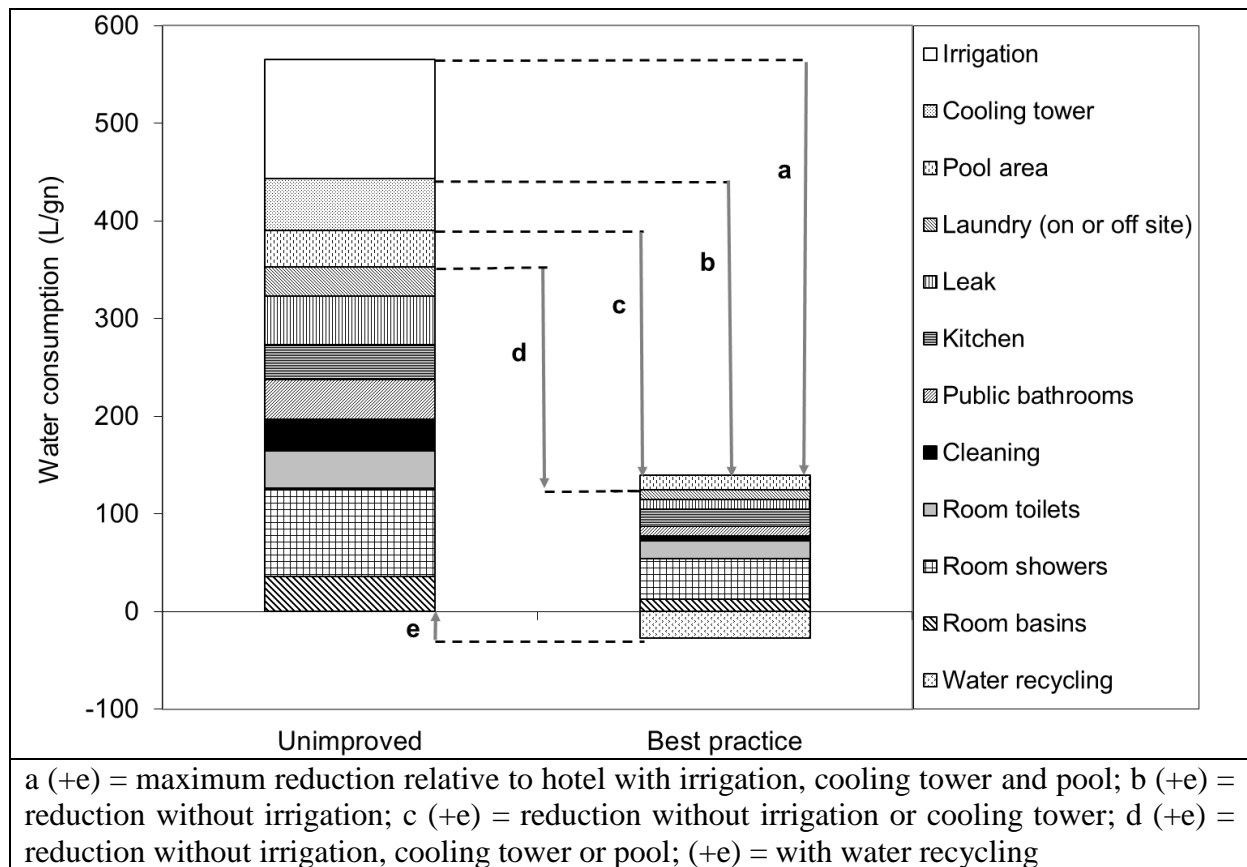 600
500
400
300
200
100
0
-100
Water consumption (L/gn)
a
b
c
d
e
Unimproved
Best practice
Irrigation
Cooling tower
Pool area
Laundry (on or off site)
Leak
Kitchen
Public bathrooms
Cleaning
Room toilets
Room showers
Room basins
Water recycling
a (+e) = maximum reduction relative to hotel with irrigation, cooling tower and pool; b (+e) =
reduction without irrigation; c (+e) = reduction without irrigation or cooling tower; d (+e) =
reduction without irrigation, cooling tower or pool; (+e) = with water recycling